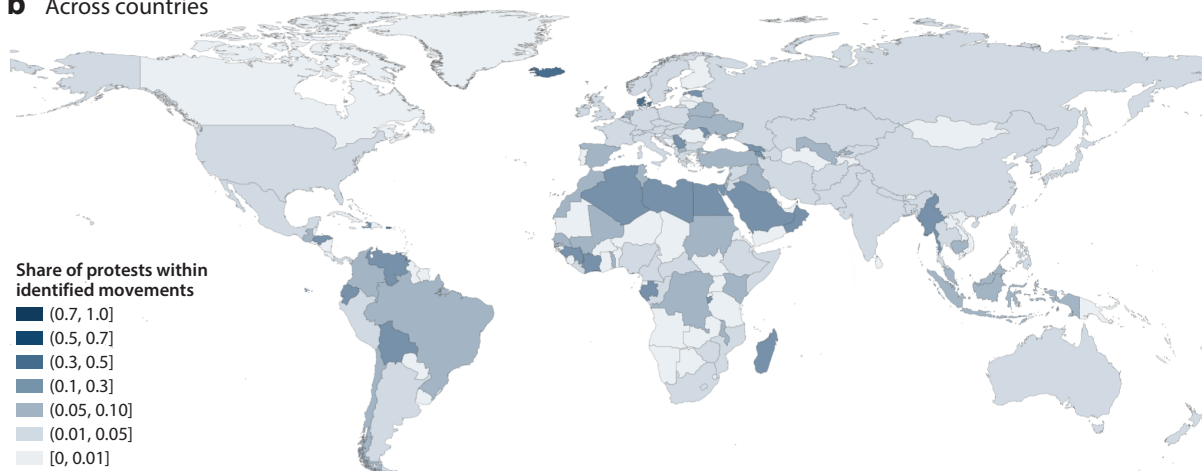 b Across countries
Share of protests within
identified movements
(0.7, 1.0]
(0.5, 0.7]
(0.3, 0.5]
(0.1, 0.3]
(0.05, 0.10]
(0.01, 0.05]
[0, 0.01]